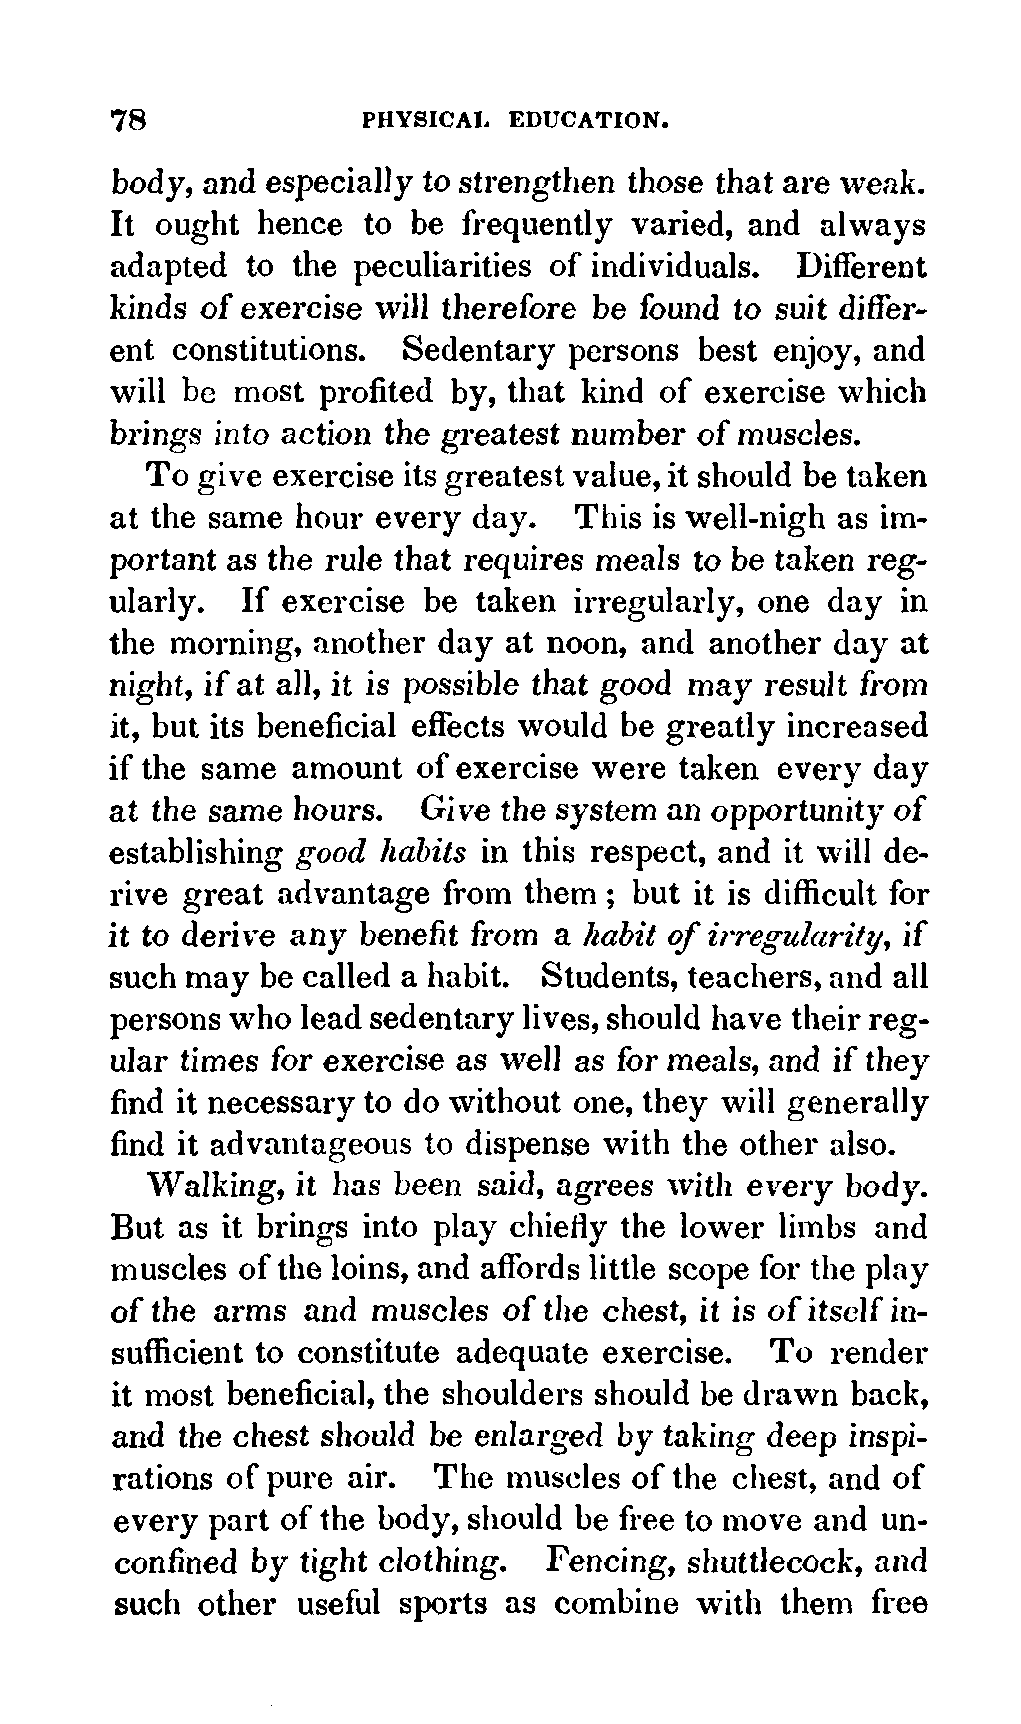 78 PHYSICAL EDUCATION.
body, and especially to strengthen those that are weak.
It ought hence to be frequently varied, and always
adapted to the peculiarities of individuals. Different
kinds of exercise will therefore be found to suit differ-
ent constitutions. Sedentary persons best enjoy, and
will be most profited by, that kind of exercise which
brings into action the greatest number of muscles.
To give exercise its greatest value, it should be taken
at the same hour every day. This is well-nigh as im-
portant as the rule that requires meals to be taken reg-
ularly. If exercise be taken irregularly, one day in
the morning, another day at noon, and another day at
night, if at all, it is possible that good may result from
it, but its beneficial effects would be greatly increased
if the same amount of exercise were taken every day
at the same hours. Give the system an opportunity of
establishing good habits in this respect, and it will de-
rive great advantage from them ; but it is difficult for
it to derive any benefit from a habit of irregularity, if
such may be called a habit. Students, teachers, and all
persons who lead sedentary lives, should have their reg-
ular times for exercise as well as for meals, and if they
find it necessary to do without one, they will generally
find it advantageous to dispense with the other also.
Walking, it has been said, agrees with every body.
But as it brings into play chiefly the lower limbs and
muscles of the loins, and affords little scope for the play
of the arms and muscles of the chest, it is of itself in-
sufficient to constitute adequate exercise. To render
it most beneficial, the shoulders should be drawn back,
and the chest should be enlarged by taking deep inspi-
rations of pure air. The muscles of the chest, and of
every part of the body, should be free to move and un-
confined by tight clothing. Fencing, shuttlecock, and
such other useful sports as combine with them free